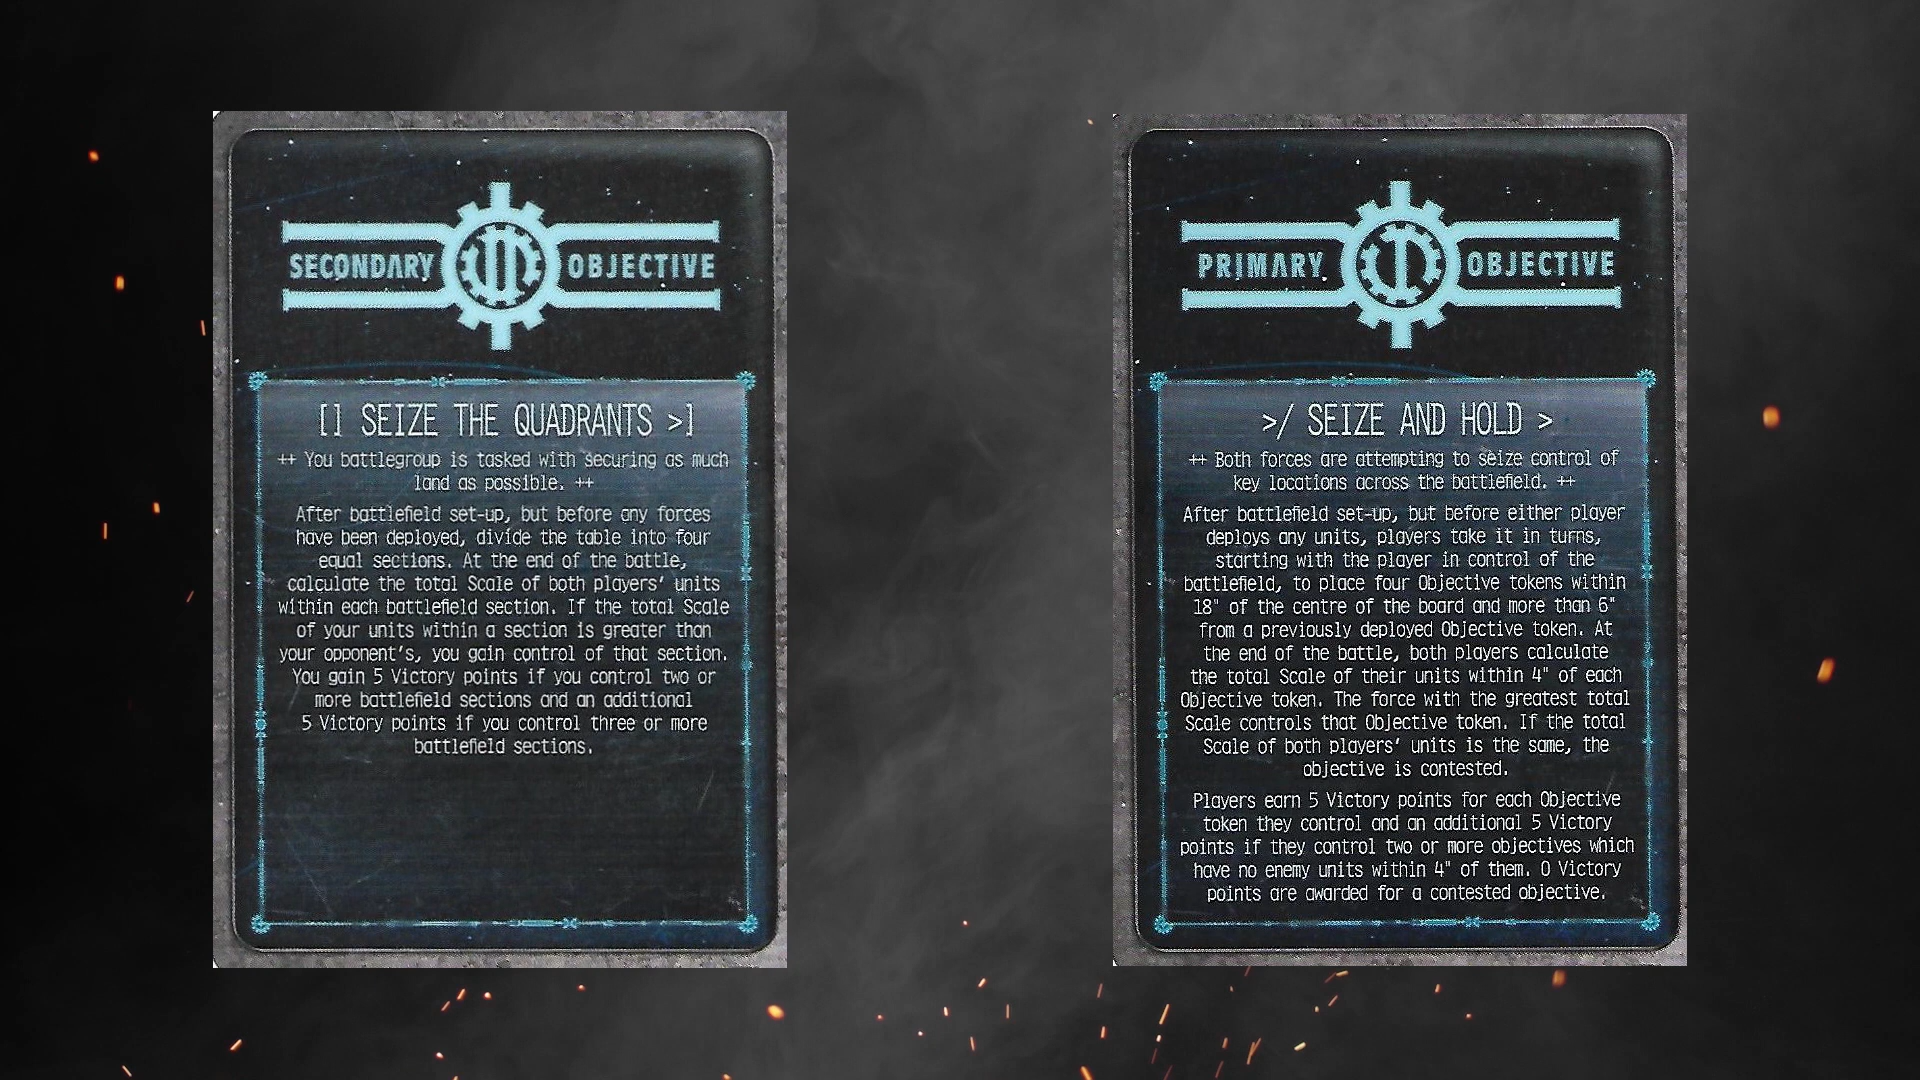 SECONDARY III OBJECTIVE
[] SEIZE THE QUADRANTS >]
++ You battlegroup is tasked with securing as much
land as possible. ++
After battlefield set-up, but before any forces
have been deployed, divide the table into four
equal sections. At the end of the battle,
calculate the total Scale of both players' units
within each battlefield section. If the total Scale
of your units within a section is greater than
your opponent's, you gain control of that section.
You gain 5 Victory points if you control two or
more battlefield sections and an additional
5 Victory points if you control three or more
battlefield sections.
PRIMARY I OBJECTIVE
>/ SEIZE AND HOLD >
++ Both forces are attempting to seize control of
key locations across the battlefield. ++
After battlefield set-up, but before either player
deploys any units, players take it in turns,
starting with the player in control of the
battlefield, to place four Objective tokens within
18" of the centre of the board and more than 6"
from a previously deployed Objective token. At
the end of the battle, both players calculate
the total Scale of their units within 4" of each
Objective token. The force with the greatest total
Scale controls that Objective token. If the total
Scale of both players' units is the same, the
objective is contested.
Players earn 5 Victory points for each Objective
token they control and an additional 5 Victory
points if they control two or more objectives which
have no enemy units within 4" of them. 0 Victory
points are awarded for a contested objective.